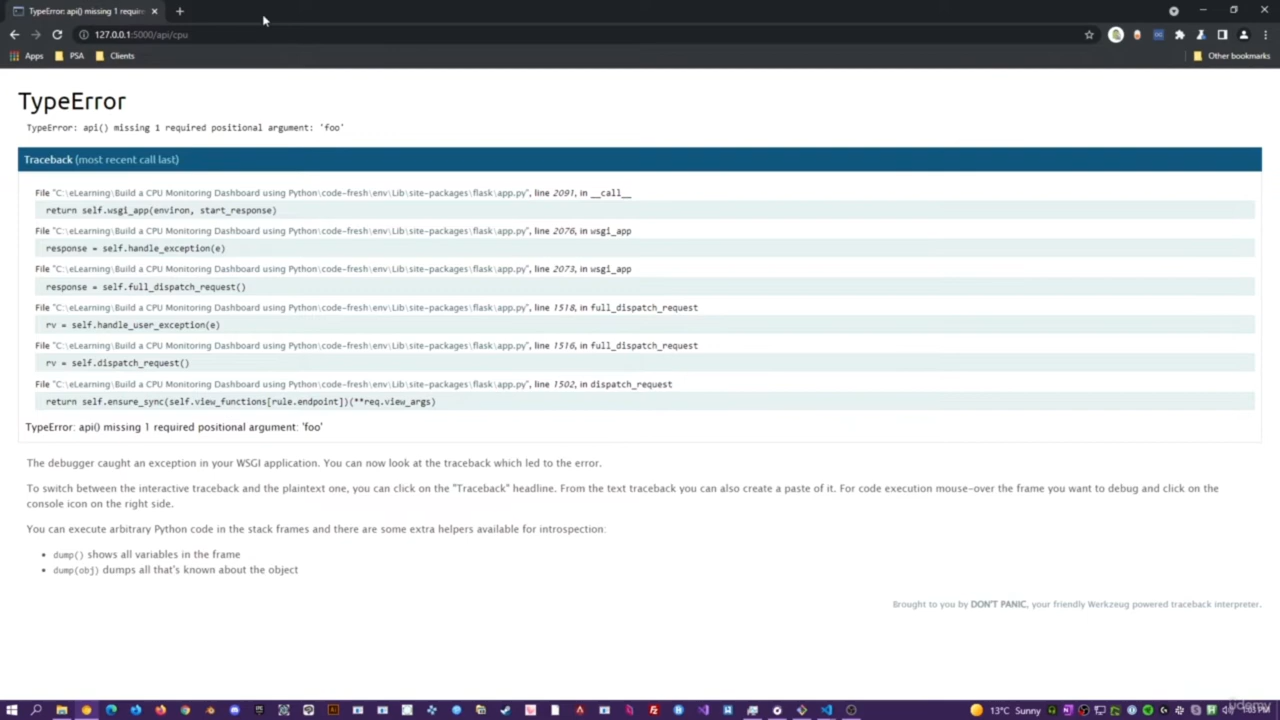 TypeError: api() missing 1 require
127.0.0.1:5000/api/cpu
Apps PSA Clients Other bookmarks
TypeError
TypeError: api() missing 1 required positional argument: 'foo'
Traceback (most recent call last)
File "C:\eLearning\Build a CPU Monitoring Dashboard using Python\code-fresh\env\Lib\site-packages\flask\app.py", line 2091, in __call__
return self.wsgi_app(environ, start_response)
File "C:\eLearning\Build a CPU Monitoring Dashboard using Python\code-fresh\env\Lib\site-packages\flask\app.py", line 2076, in wsgi_app
response = self.handle_exception(e)
File "C:\eLearning\Build a CPU Monitoring Dashboard using Python\code-fresh\env\Lib\site-packages\flask\app.py", line 2073, in wsgi_app
response = self.full_dispatch_request()
File "C:\eLearning\Build a CPU Monitoring Dashboard using Python\code-fresh\env\Lib\site-packages\flask\app.py", line 1518, in full_dispatch_request
rv = self.handle_user_exception(e)
File "C:\eLearning\Build a CPU Monitoring Dashboard using Python\code-fresh\env\Lib\site-packages\flask\app.py", line 1516, in full_dispatch_request
rv = self.dispatch_request()
File "C:\eLearning\Build a CPU Monitoring Dashboard using Python\code-fresh\env\Lib\site-packages\flask\app.py", line 1502, in dispatch_request
return self.ensure_sync(self.view_functions[rule.endpoint])(**req.view_args)
TypeError: api() missing 1 required positional argument: 'foo'
The debugger caught an exception in your WSGI application. You can now look at the traceback which led to the error.
To switch between the interactive traceback and the plaintext one, you can click on the "Traceback" headline. From the text traceback you can also create a paste of it. For code execution mouse-over the frame you want to debug and click on the
console icon on the right side.
You can execute arbitrary Python code in the stack frames and there are some extra helpers available for introspection:
• dump() shows all variables in the frame
• dump(obj) dumps all that's known about the object
Brought to you by DON'T PANIC, your friendly Werkzeug powered traceback interpreter.
13°C Sunny
udemy